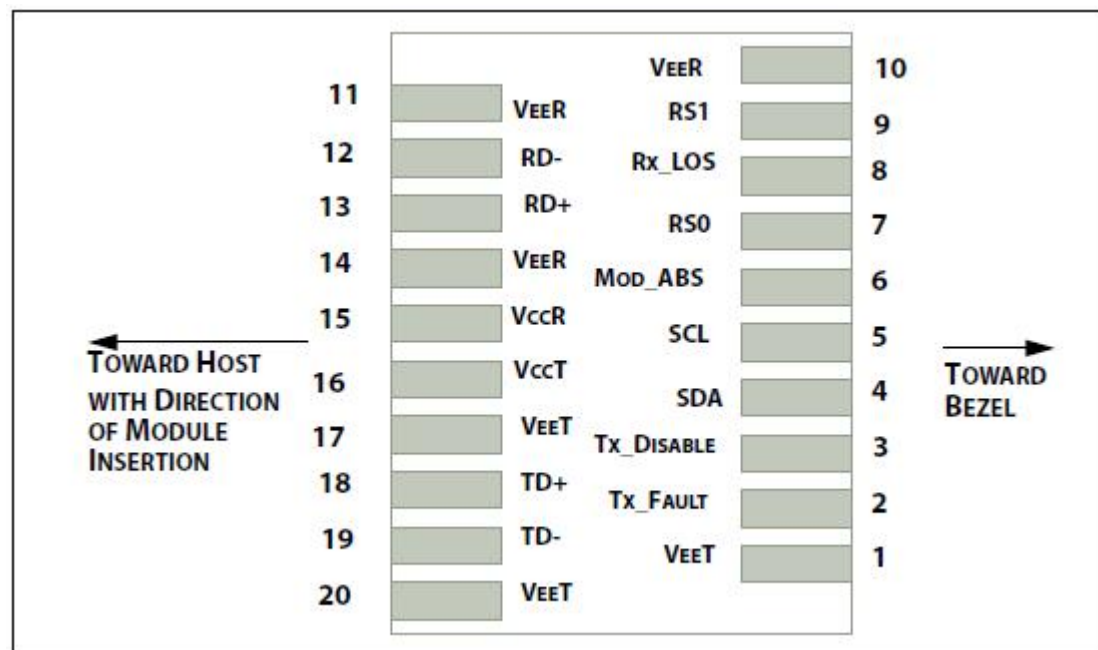 11 VEER
12 RD-
13 RD+
14 VEER
15 VCCR
16 VCCT
17 VEET
18 TD+
19 TD-
20 VEET
TOWARD HOST
WITH DIRECTION
OF MODULE
INSERTION
VEER 10
RS1 9
RX_LOS 8
RS0 7
MOD_ABS 6
SCL 5
SDA 4
TX_DISABLE 3
TX_FAULT 2
VEET 1
TOWARD
BEZEL